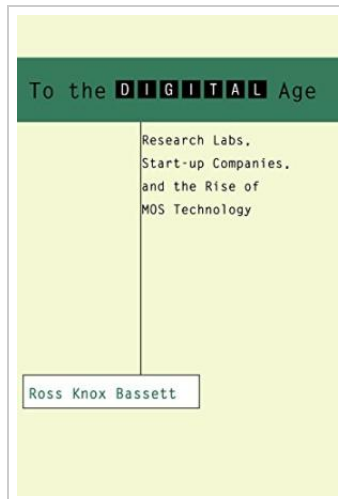 To the DIGITAL Age
Research Labs,
Start-up Companies,
and the Rise of
MOS Technology
Ross Knox Bassett